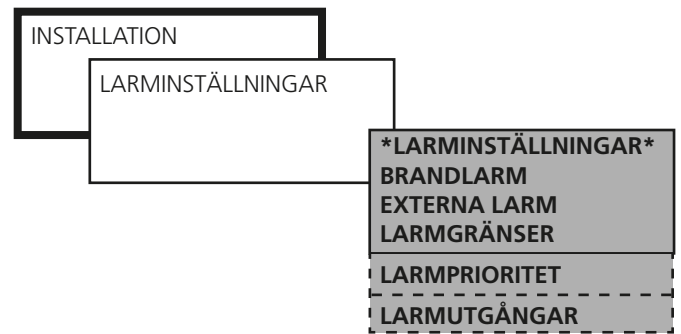 INSTALLATION
LARMINSTÄLLNINGAR
*LARMINSTÄLLNINGAR*
BRANDLARM
EXTERNA LARM
LARMGRÄNSER
LARMPRIORITET
LARMUTGÅNGAR